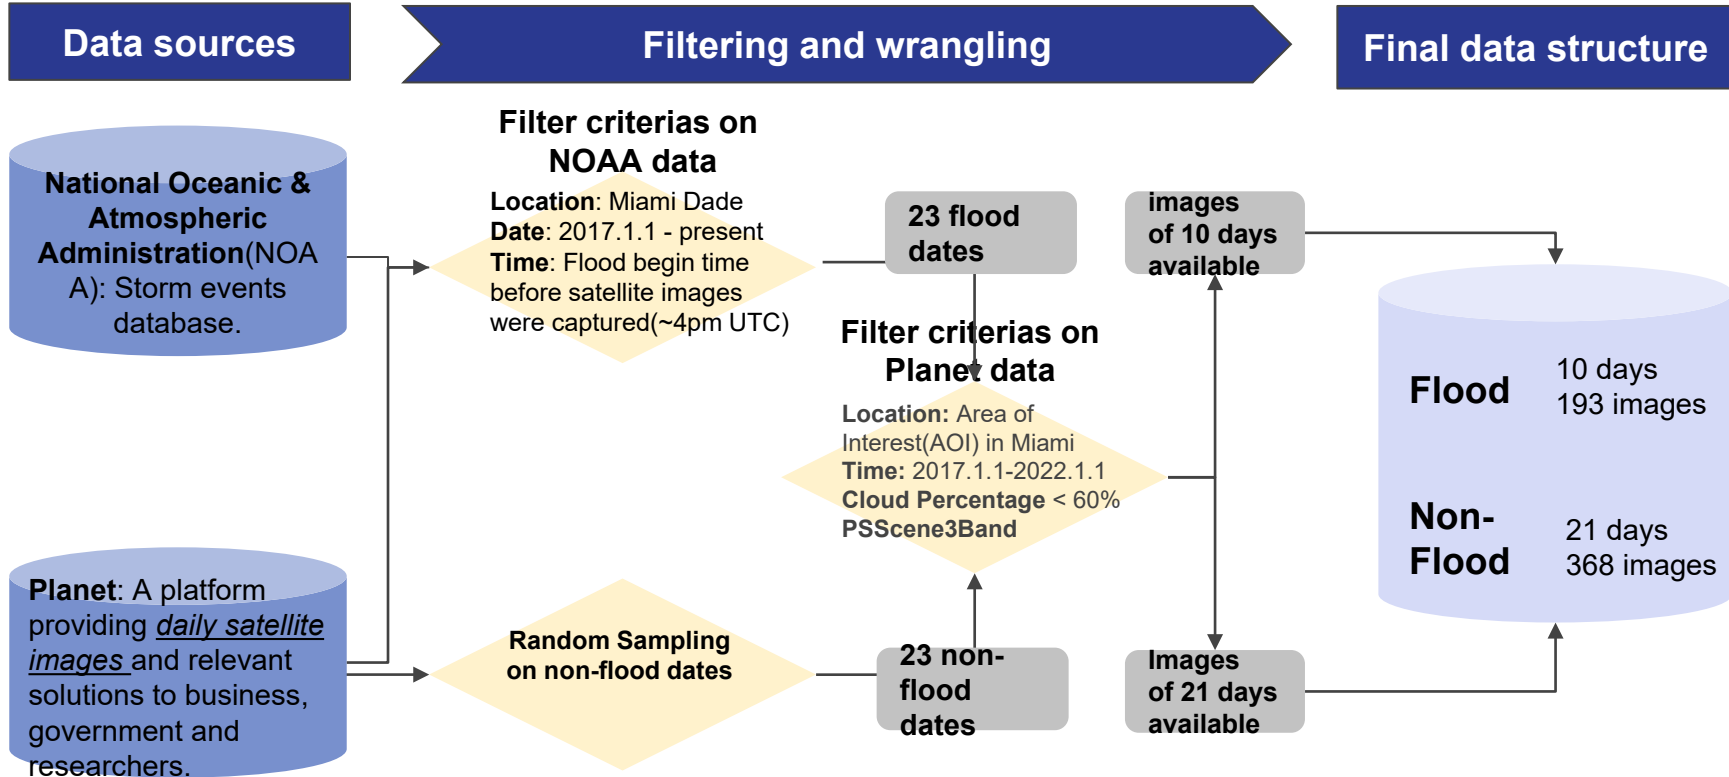 Data sources
Filtering and wrangling
Final data structure
National Oceanic &
Atmospheric
Administration(NOA
A): Storm events
database.
Filter criterias on
NOAA data
Location: Miami Dade
Date: 2017.1.1 - present
Time: Flood begin time
before satellite images
were captured(~4pm UTC)
23 flood
dates
images
of 10 days
available
Filter criterias on
Planet data
Location: Area of
Interest(AOI) in Miami
Time: 2017.1.1-2022.1.1
Cloud Percentage < 60%
PSScene3Band
Flood
10 days
193 images
Non-
Flood
21 days
368 images
Planet: A platform
providing daily satellite
images and relevant
solutions to business,
government and
researchers.
Random Sampling
on non-flood dates
23 non-
flood
dates
Images
of 21 days
available